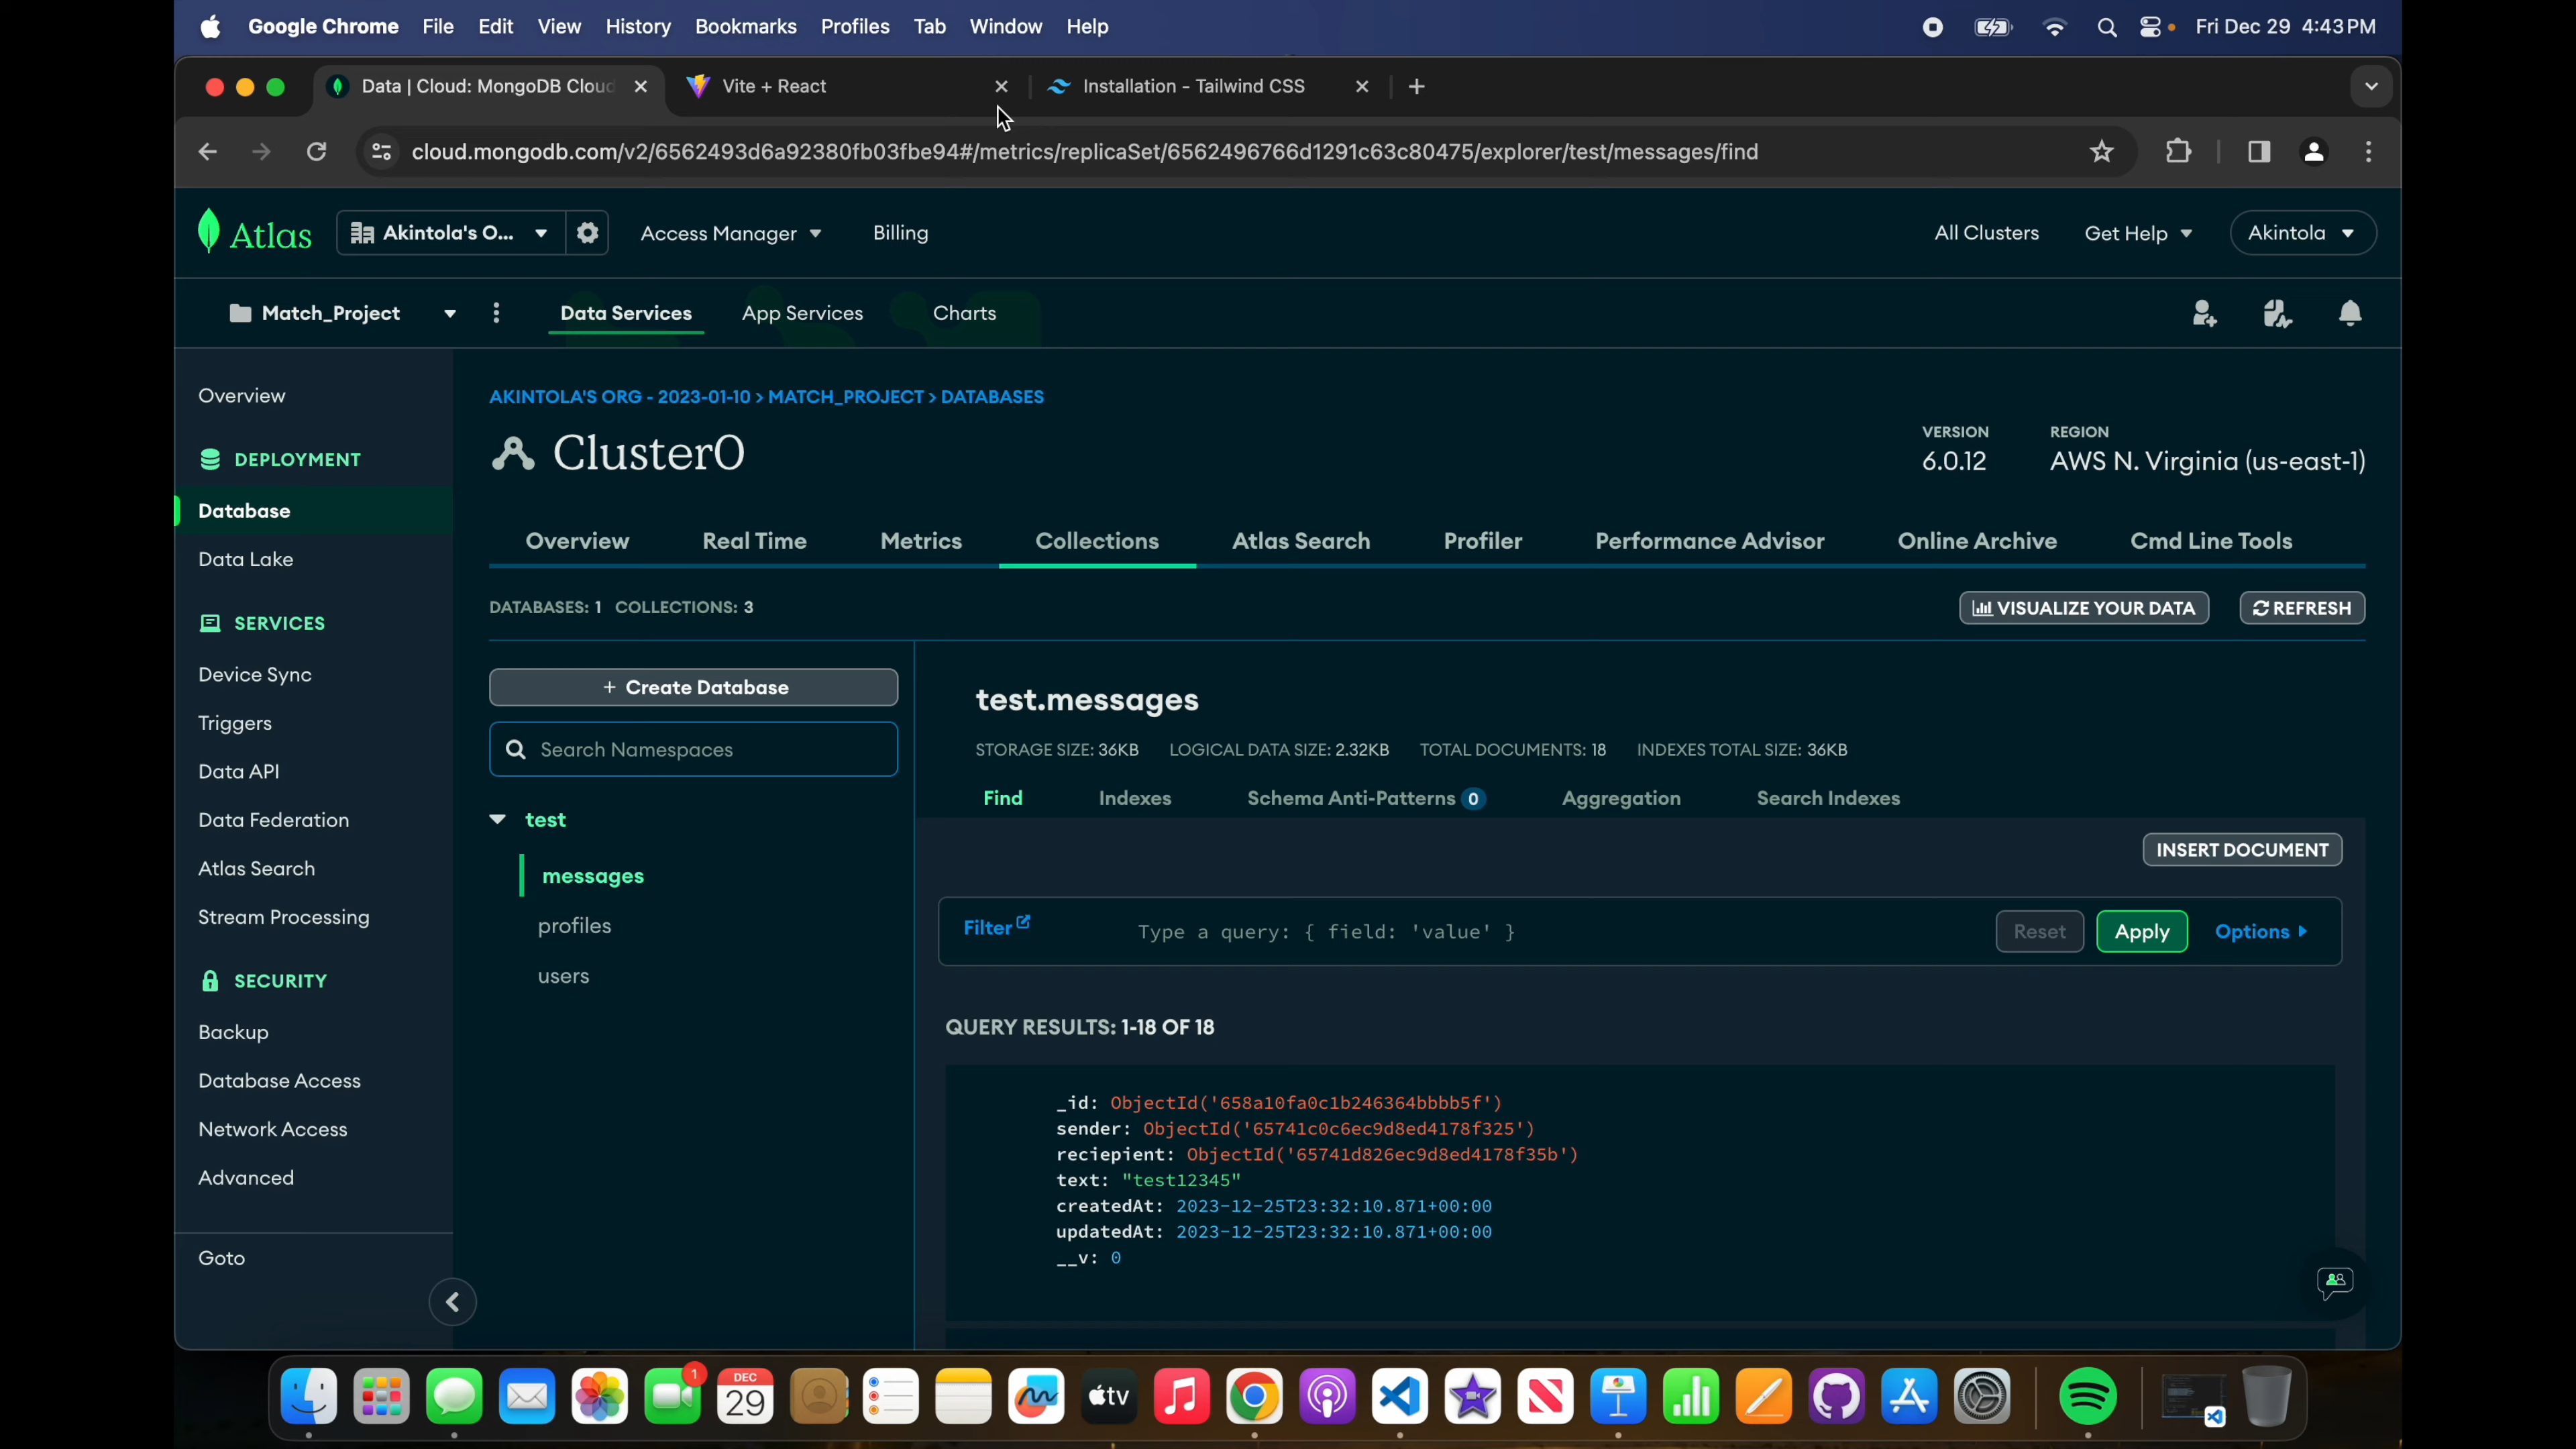 Google Chrome File Edit View History Bookmarks Profiles Tab Window Help Fri Dec 29 4:43 PM
Data | Cloud: MongoDB Cloud Vite + React Installation - Tailwind CSS
cloud.mongodb.com/v2/6562493d6a92380fb03fbe94#/metrics/replicaSet/6562496766d1291c63c80475/explorer/test/messages/find
Atlas Akintola's O... Access Manager Billing All Clusters Get Help Akintola
Match_Project Data Services App Services Charts
Overview
DEPLOYMENT
Database
Data Lake
SERVICES
Device Sync
Triggers
Data API
Data Federation
Atlas Search
Stream Processing
SECURITY
Backup
Database Access
Network Access
Advanced
Goto
AKINTOLA'S ORG - 2023-01-10 > MATCH_PROJECT > DATABASES
Cluster0
VERSION REGION
6.0.12 AWS N. Virginia (us-east-1)
Overview Real Time Metrics Collections Atlas Search Profiler Performance Advisor Online Archive Cmd Line Tools
DATABASES: 1 COLLECTIONS: 3 VISUALIZE YOUR DATA REFRESH
+ Create Database
Search Namespaces
test
messages
profiles
users
test.messages
STORAGE SIZE: 36KB LOGICAL DATA SIZE: 2.32KB TOTAL DOCUMENTS: 18 INDEXES TOTAL SIZE: 36KB
Find Indexes Schema Anti-Patterns 0 Aggregation Search Indexes
INSERT DOCUMENT
Filter Type a query: { field: 'value' } Reset Apply Options
QUERY RESULTS: 1-18 OF 18
_id: ObjectId('658a10fa0c1b246364bbbb5f')
sender: ObjectId('65741c0c6ec9d8ed4178f325')
reciepient: ObjectId('65741d826ec9d8ed4178f35b')
text: "test12345"
createdAt: 2023-12-25T23:32:10.871+00:00
updatedAt: 2023-12-25T23:32:10.871+00:00
__v: 0
1
DEC
29
tv